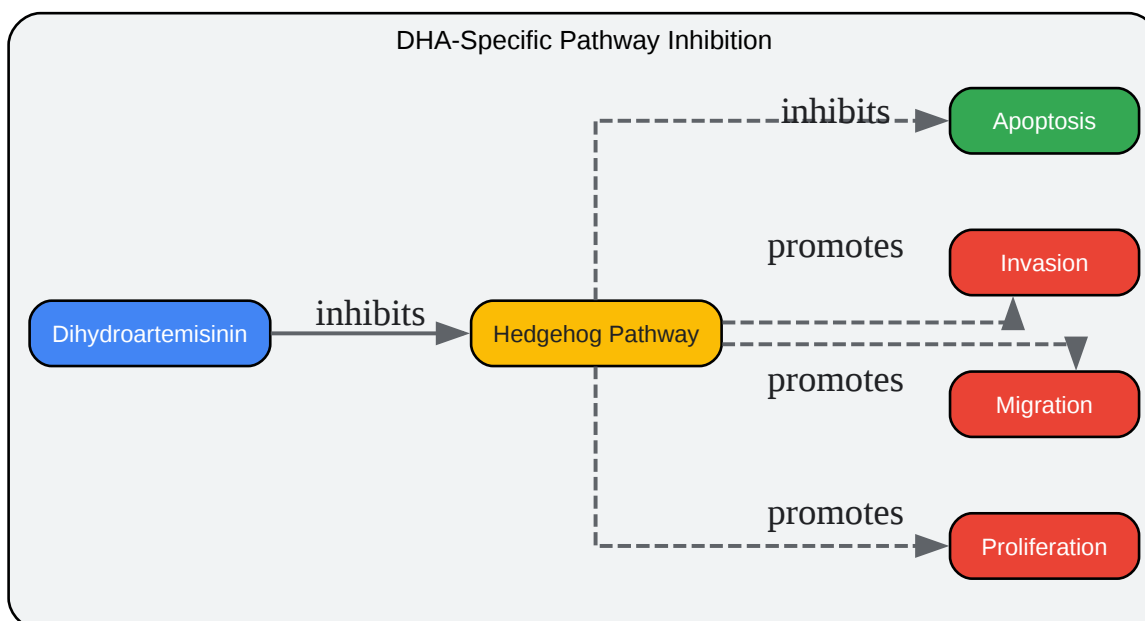 DHA-Specific Pathway Inhibition
inhibits
Apoptosis
promotes
Invasion
Dihydroartemisinin
inhibits
Hedgehog Pathway
promotes
Migration
promotes
Proliferation